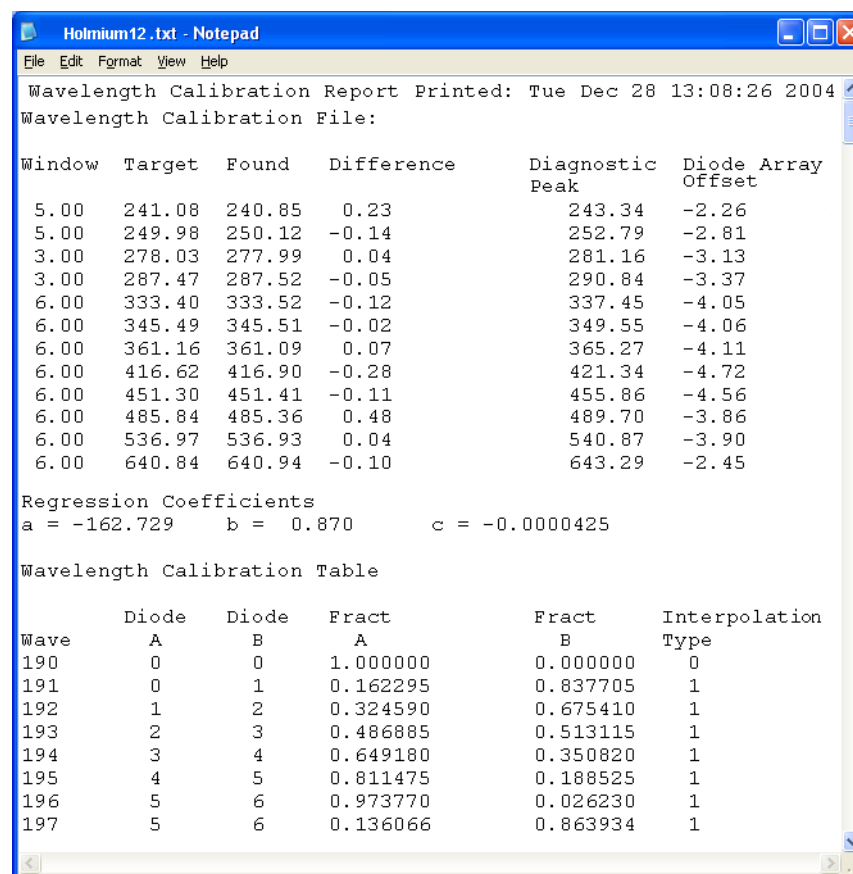 Holmium12.txt - Notepad
File Edit Format View Help
Wavelength Calibration Report Printed: Tue Dec 28 13:08:26 2004
Wavelength Calibration File:
Window Target Found Difference Diagnostic Peak Diode Array Offset
5.00 241.08 240.85 0.23 243.34 -2.26
5.00 249.98 250.12 -0.14 252.79 -2.81
3.00 278.03 277.99 0.04 281.16 -3.13
3.00 287.47 287.52 -0.05 290.84 -3.37
6.00 333.40 333.52 -0.12 337.45 -4.05
6.00 345.49 345.51 -0.02 349.55 -4.06
6.00 361.16 361.09 0.07 365.27 -4.11
6.00 416.62 416.90 -0.28 421.34 -4.72
6.00 451.30 451.41 -0.11 455.86 -4.56
6.00 485.84 485.36 0.48 489.70 -3.86
6.00 536.97 536.93 0.04 540.87 -3.90
6.00 640.84 640.94 -0.10 643.29 -2.45
Regression Coefficients
a = -162.729 b = 0.870 c = -0.0000425
Wavelength Calibration Table
Diode Diode Fract Fract Interpolation
Wave A B A B Type
190 0 0 1.000000 0.000000 0
191 0 1 0.162295 0.837705 1
192 1 2 0.324590 0.675410 1
193 2 3 0.486885 0.513115 1
194 3 4 0.649180 0.350820 1
195 4 5 0.811475 0.188525 1
196 5 6 0.973770 0.026230 1
197 5 6 0.136066 0.863934 1